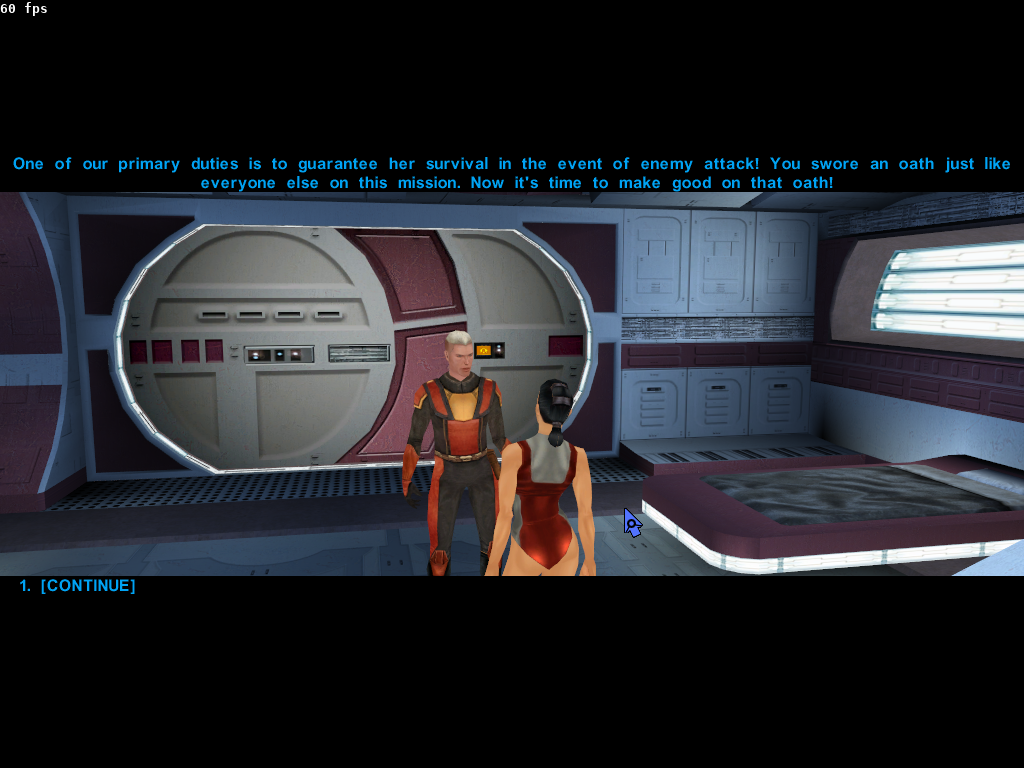 60 fps
One of our primary duties is to guarantee her survival in the event of enemy attack! You swore an oath just like
everyone else on this mission. Now it's time to make good on that oath!
1. [CONTINUE]